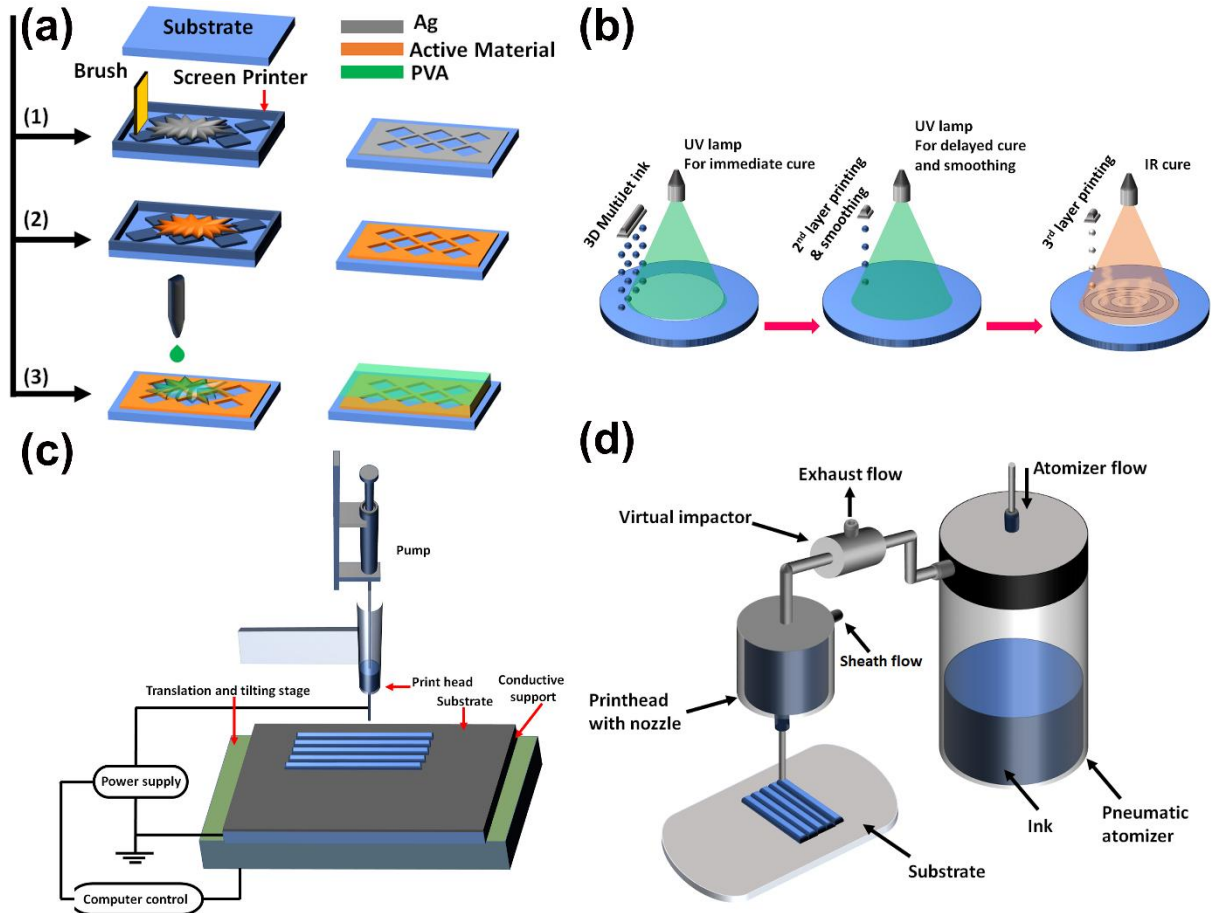 (a)
Substrate
Ag
Active Material
PVA
Brush
Screen Printer
(1)
(2)
(3)
(b)
UV lamp
For immediate cure
3D MultiJet ink
UV lamp
For delayed cure
and smoothing
2nd layer printing
& smoothing
IR cure
3rd layer printing
(c)
Pump
Translation and tilting stage
Print head
Substrate
Conductive
support
Power supply
Computer control
(d)
Exhaust flow
Atomizer flow
Virtual impactor
Sheath flow
Printhead
with nozzle
Ink
Pneumatic
atomizer
Substrate